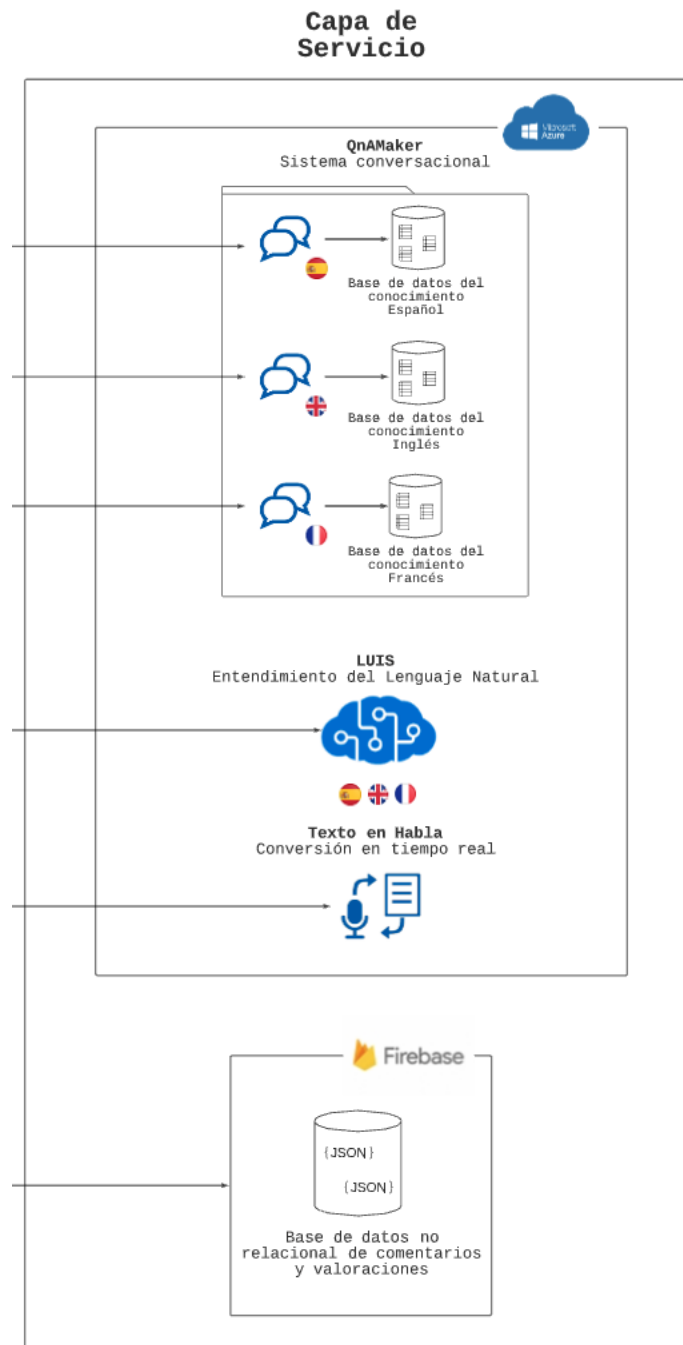 Capa de
Servicio
Microsoft
Azure
QnAMaker
Sistema conversacional
Base de datos del
conocimiento
Español
Base de datos del
conocimiento
Inglés
Base de datos del
conocimiento
Francés
LUIS
Entendimiento del Lenguaje Natural
Texto en Habla
Conversión en tiempo real
Firebase
{JSON}
{JSON}
Base de datos no
relacional de comentarios
y valoraciones